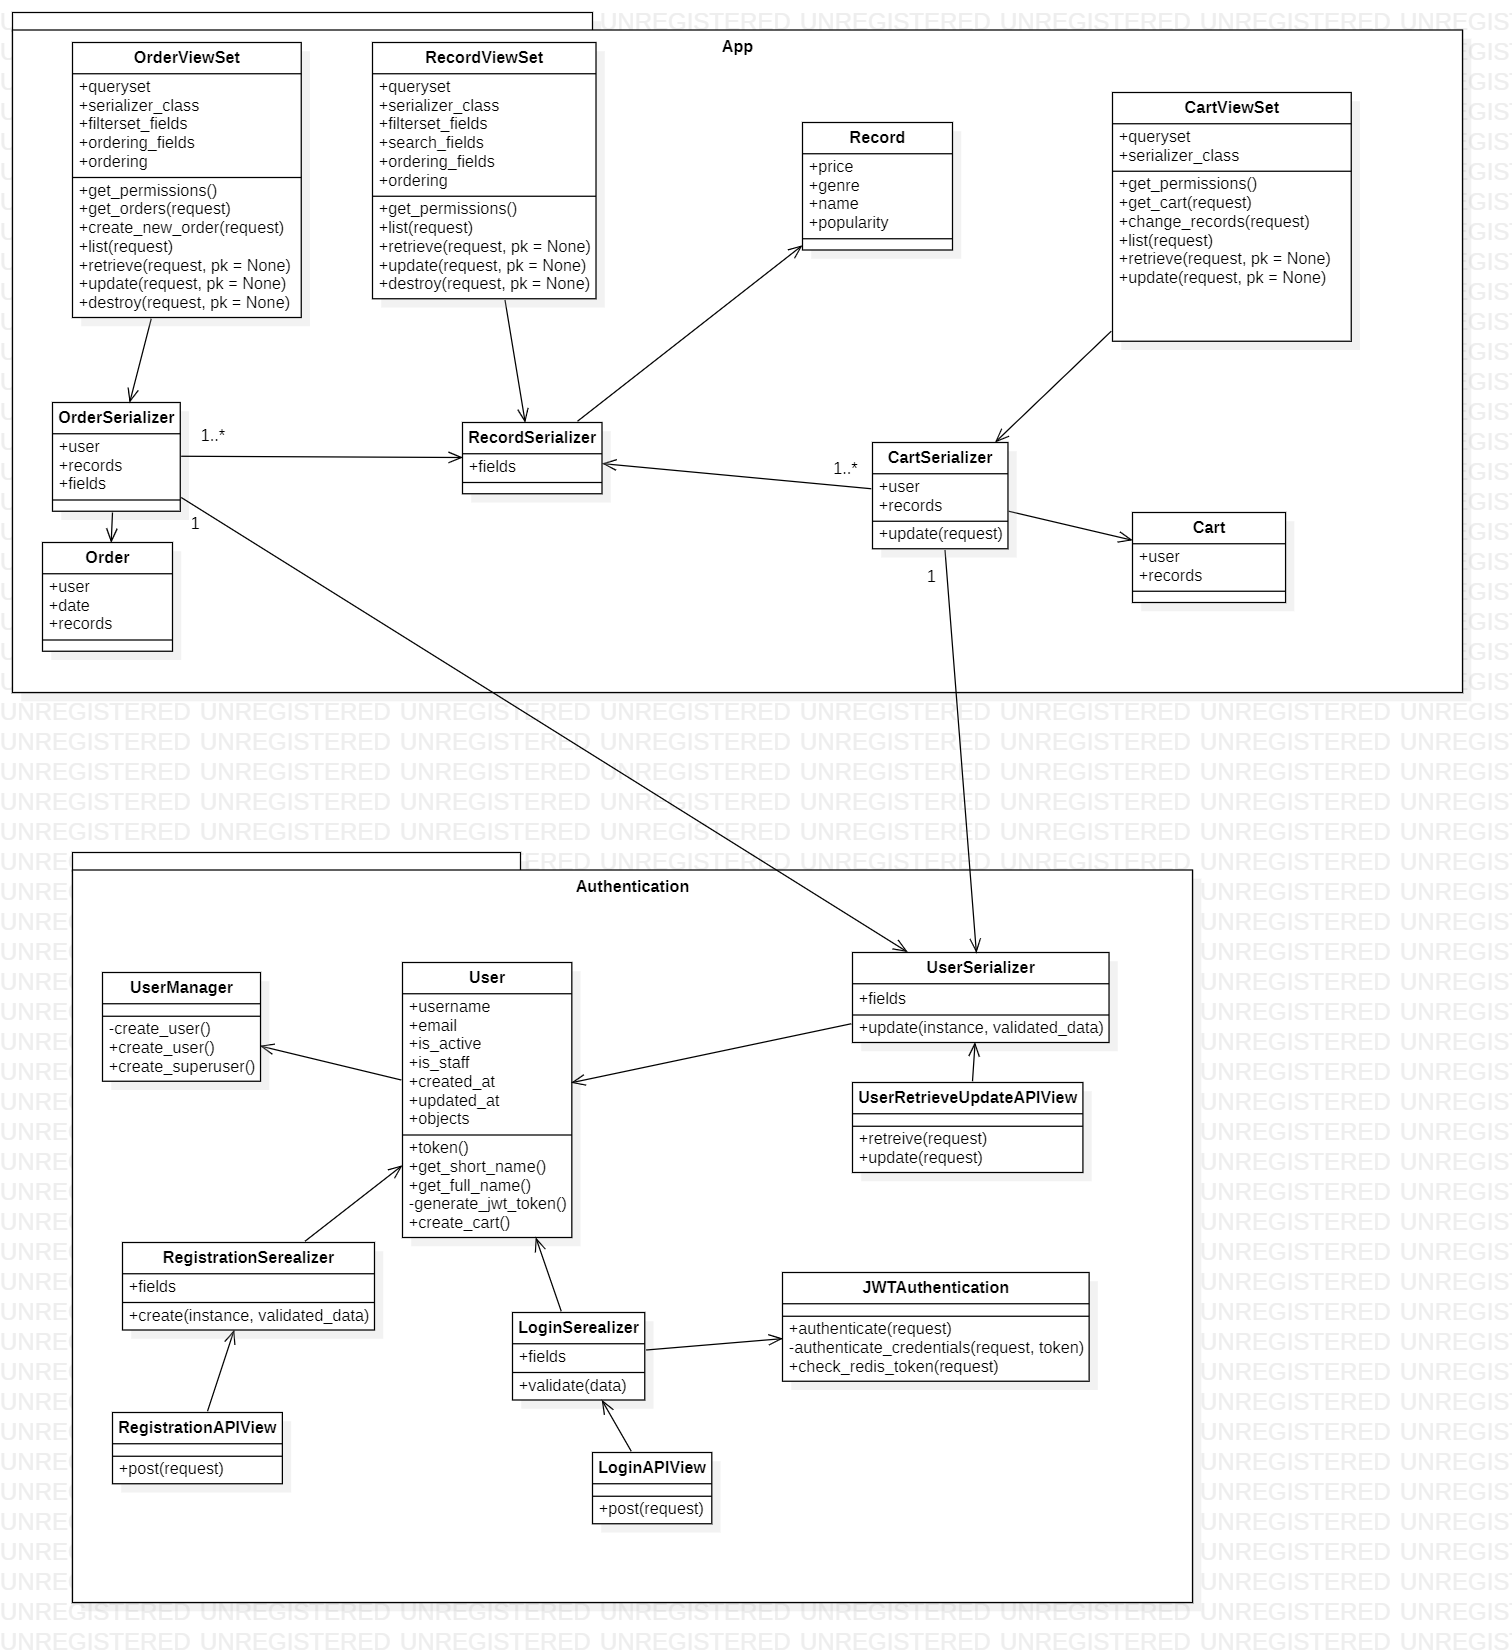 App
OrderViewSet
+queryset
+serializer_class
+filterset_fields
+ordering_fields
+ordering
+get_permissions()
+get_orders(request)
+create_new_order(request)
+list(request)
+retrieve(request, pk = None)
+update(request, pk = None)
+destroy(request, pk = None)
RecordViewSet
+queryset
+serializer_class
+filterset_fields
+search_fields
+ordering_fields
+ordering
+get_permissions()
+list(request)
+retrieve(request, pk = None)
+update(request, pk = None)
+destroy(request, pk = None)
Record
+price
+genre
+name
+popularity
CartViewSet
+queryset
+serializer_class
+get_permissions()
+get_cart(request)
+change_records(request)
+list(request)
+retrieve(request, pk = None)
+update(request, pk = None)
OrderSerializer
+user
+records
+fields
1..*
1
RecordSerializer
+fields
1..*
CartSerializer
+user
+records
+update(request)
1
Cart
+user
+records
Order
+user
+date
+records
UNREGISTERED UNREGISTERED UNREGISTERED UNREGISTERED UNREGISTERED UNREGISTERED UNREGISTERED
Authentication
UserManager
-create_user()
+create_user()
+create_superuser()
User
+username
+email
+is_active
+is_staff
+created_at
+updated_at
+objects
+token()
+get_short_name()
+get_full_name()
-generate_jwt_token()
+create_cart()
UserSerializer
+fields
+update(instance, validated_data)
UserRetrieveUpdateAPIView
+retreive(request)
+update(request)
RegistrationSerealizer
+fields
+create(instance, validated_data)
LoginSerealizer
+fields
+validate(data)
JWTAuthentication
+authenticate(request)
-authenticate_credentials(request, token)
+check_redis_token(request)
RegistrationAPIView
+post(request)
LoginAPIView
+post(request)